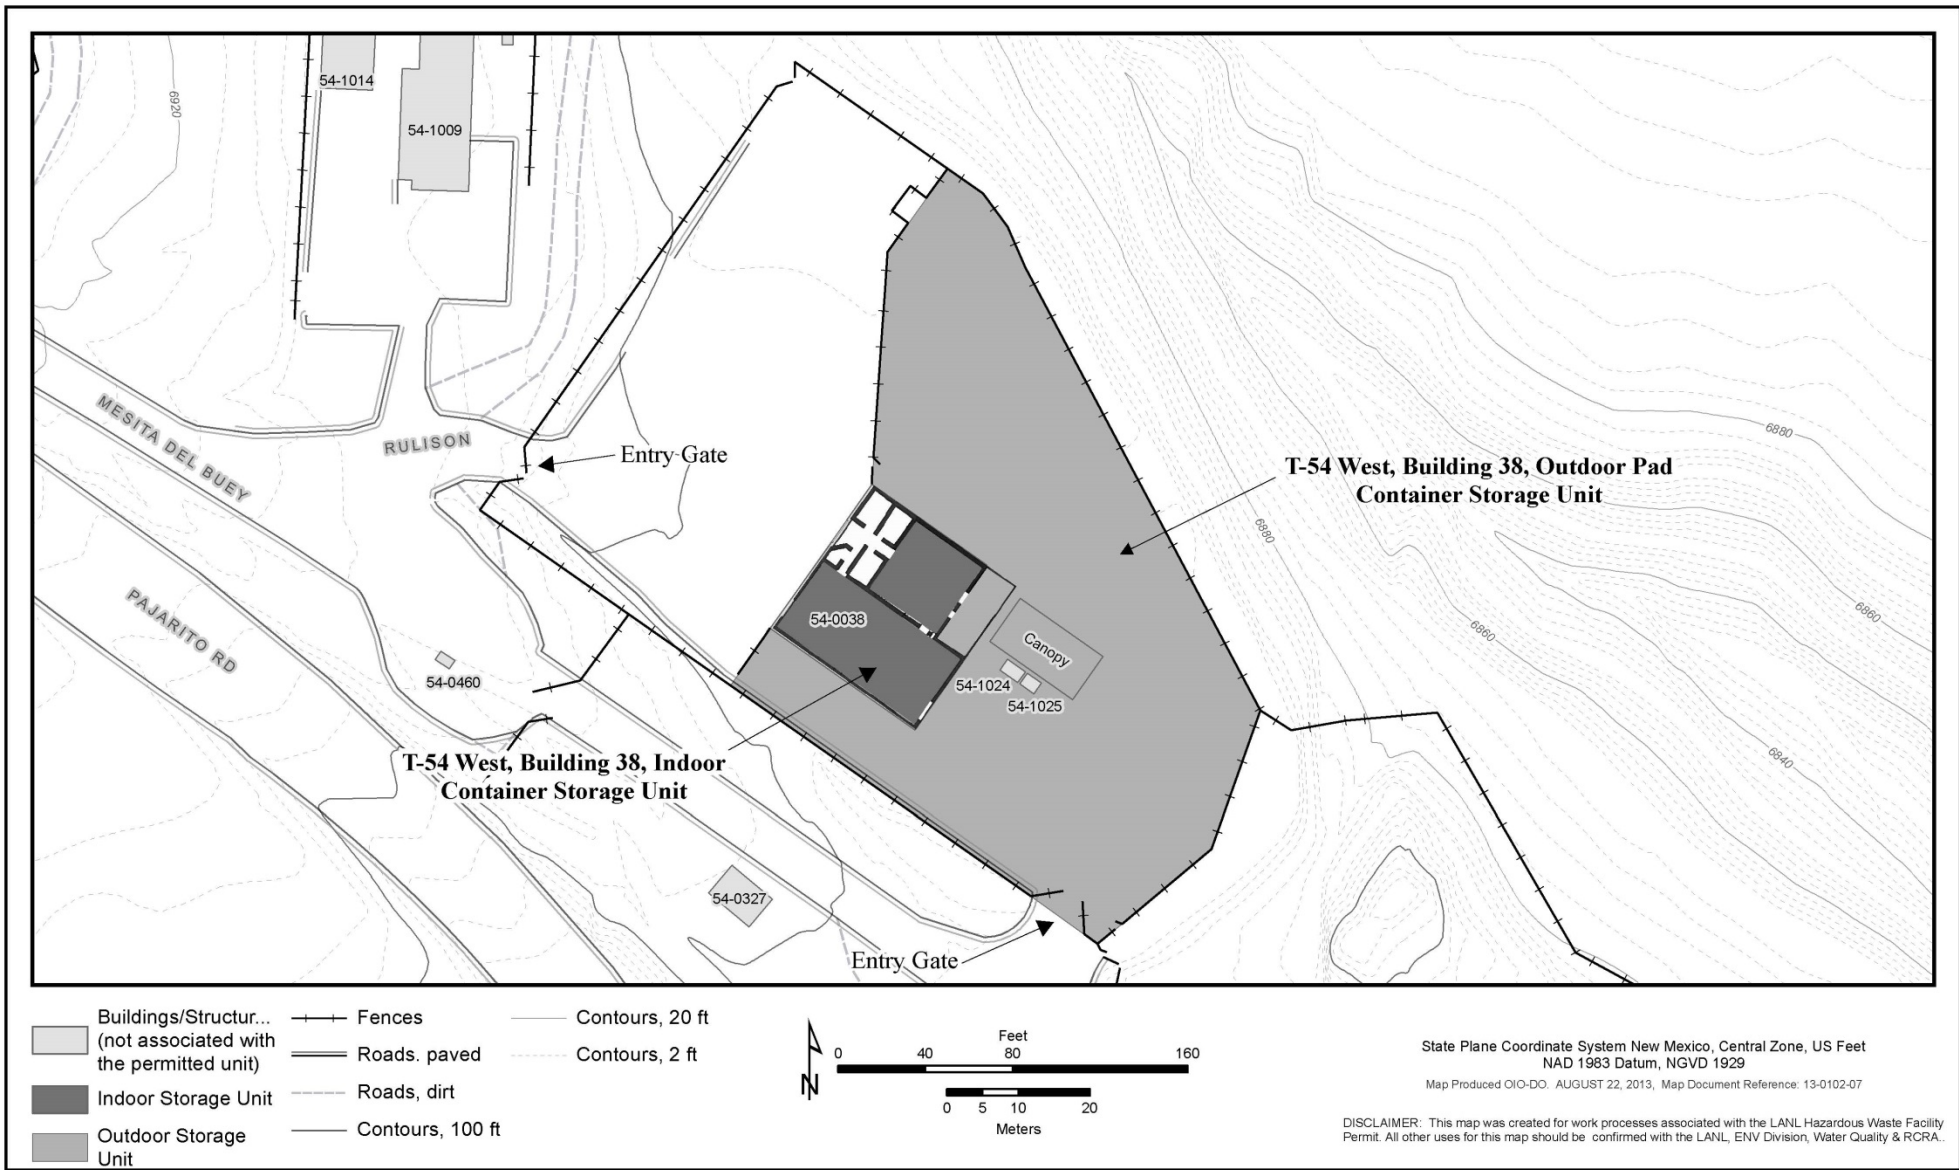 54-1014
6920
54-1009
MESITA DEL BUEY
RULISON
Entry Gate
6880
T-54 West, Building 38, Outdoor Pad
Container Storage Unit
6880
PAJARITO RD
54-0038
6860
6860
Canopy
54-0460
54-1024
54-1025
6840
T-54 West, Building 38, Indoor
Container Storage Unit
54-0327
Entry Gate
Buildings/Structur...
(not associated with
the permitted unit)
Indoor Storage Unit
Outdoor Storage
Unit
Fences
Roads. paved
Roads, dirt
Contours, 100 ft
Contours, 20 ft
Contours, 2 ft
N
Feet
0 40 80 160
0 5 10 20
Meters
State Plane Coordinate System New Mexico, Central Zone, US Feet
NAD 1983 Datum, NGVD 1929
Map Produced OIO-DO. AUGUST 22, 2013, Map Document Reference: 13-0102-07
DISCLAIMER: This map was created for work processes associated with the LANL Hazardous Waste Facility
Permit. All other uses for this map should be confirmed with the LANL, ENV Division, Water Quality & RCRA..